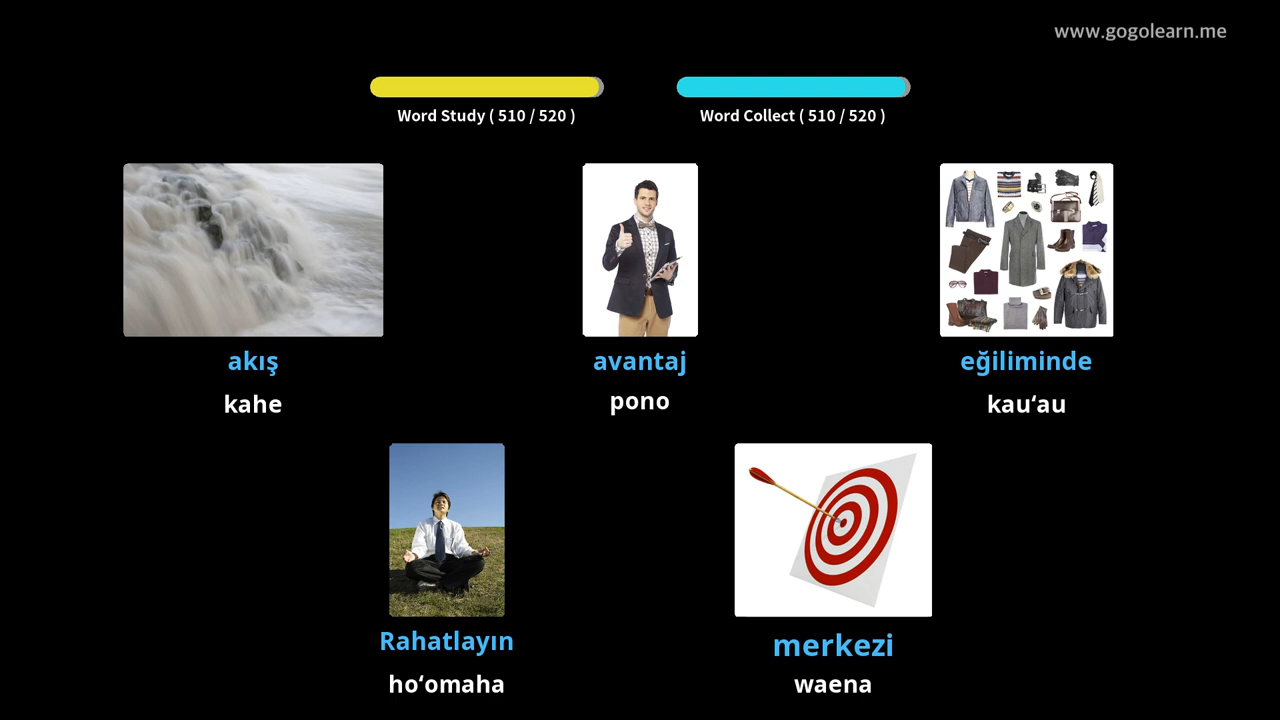 www.gogolearn.me
Word Study ( 510 / 520 )
Word Collect ( 510 / 520 )
akış
avantaj
eğiliminde
kahe
pono
kauʻau
Rahatlayın
merkezi
hoʻomaha
waena